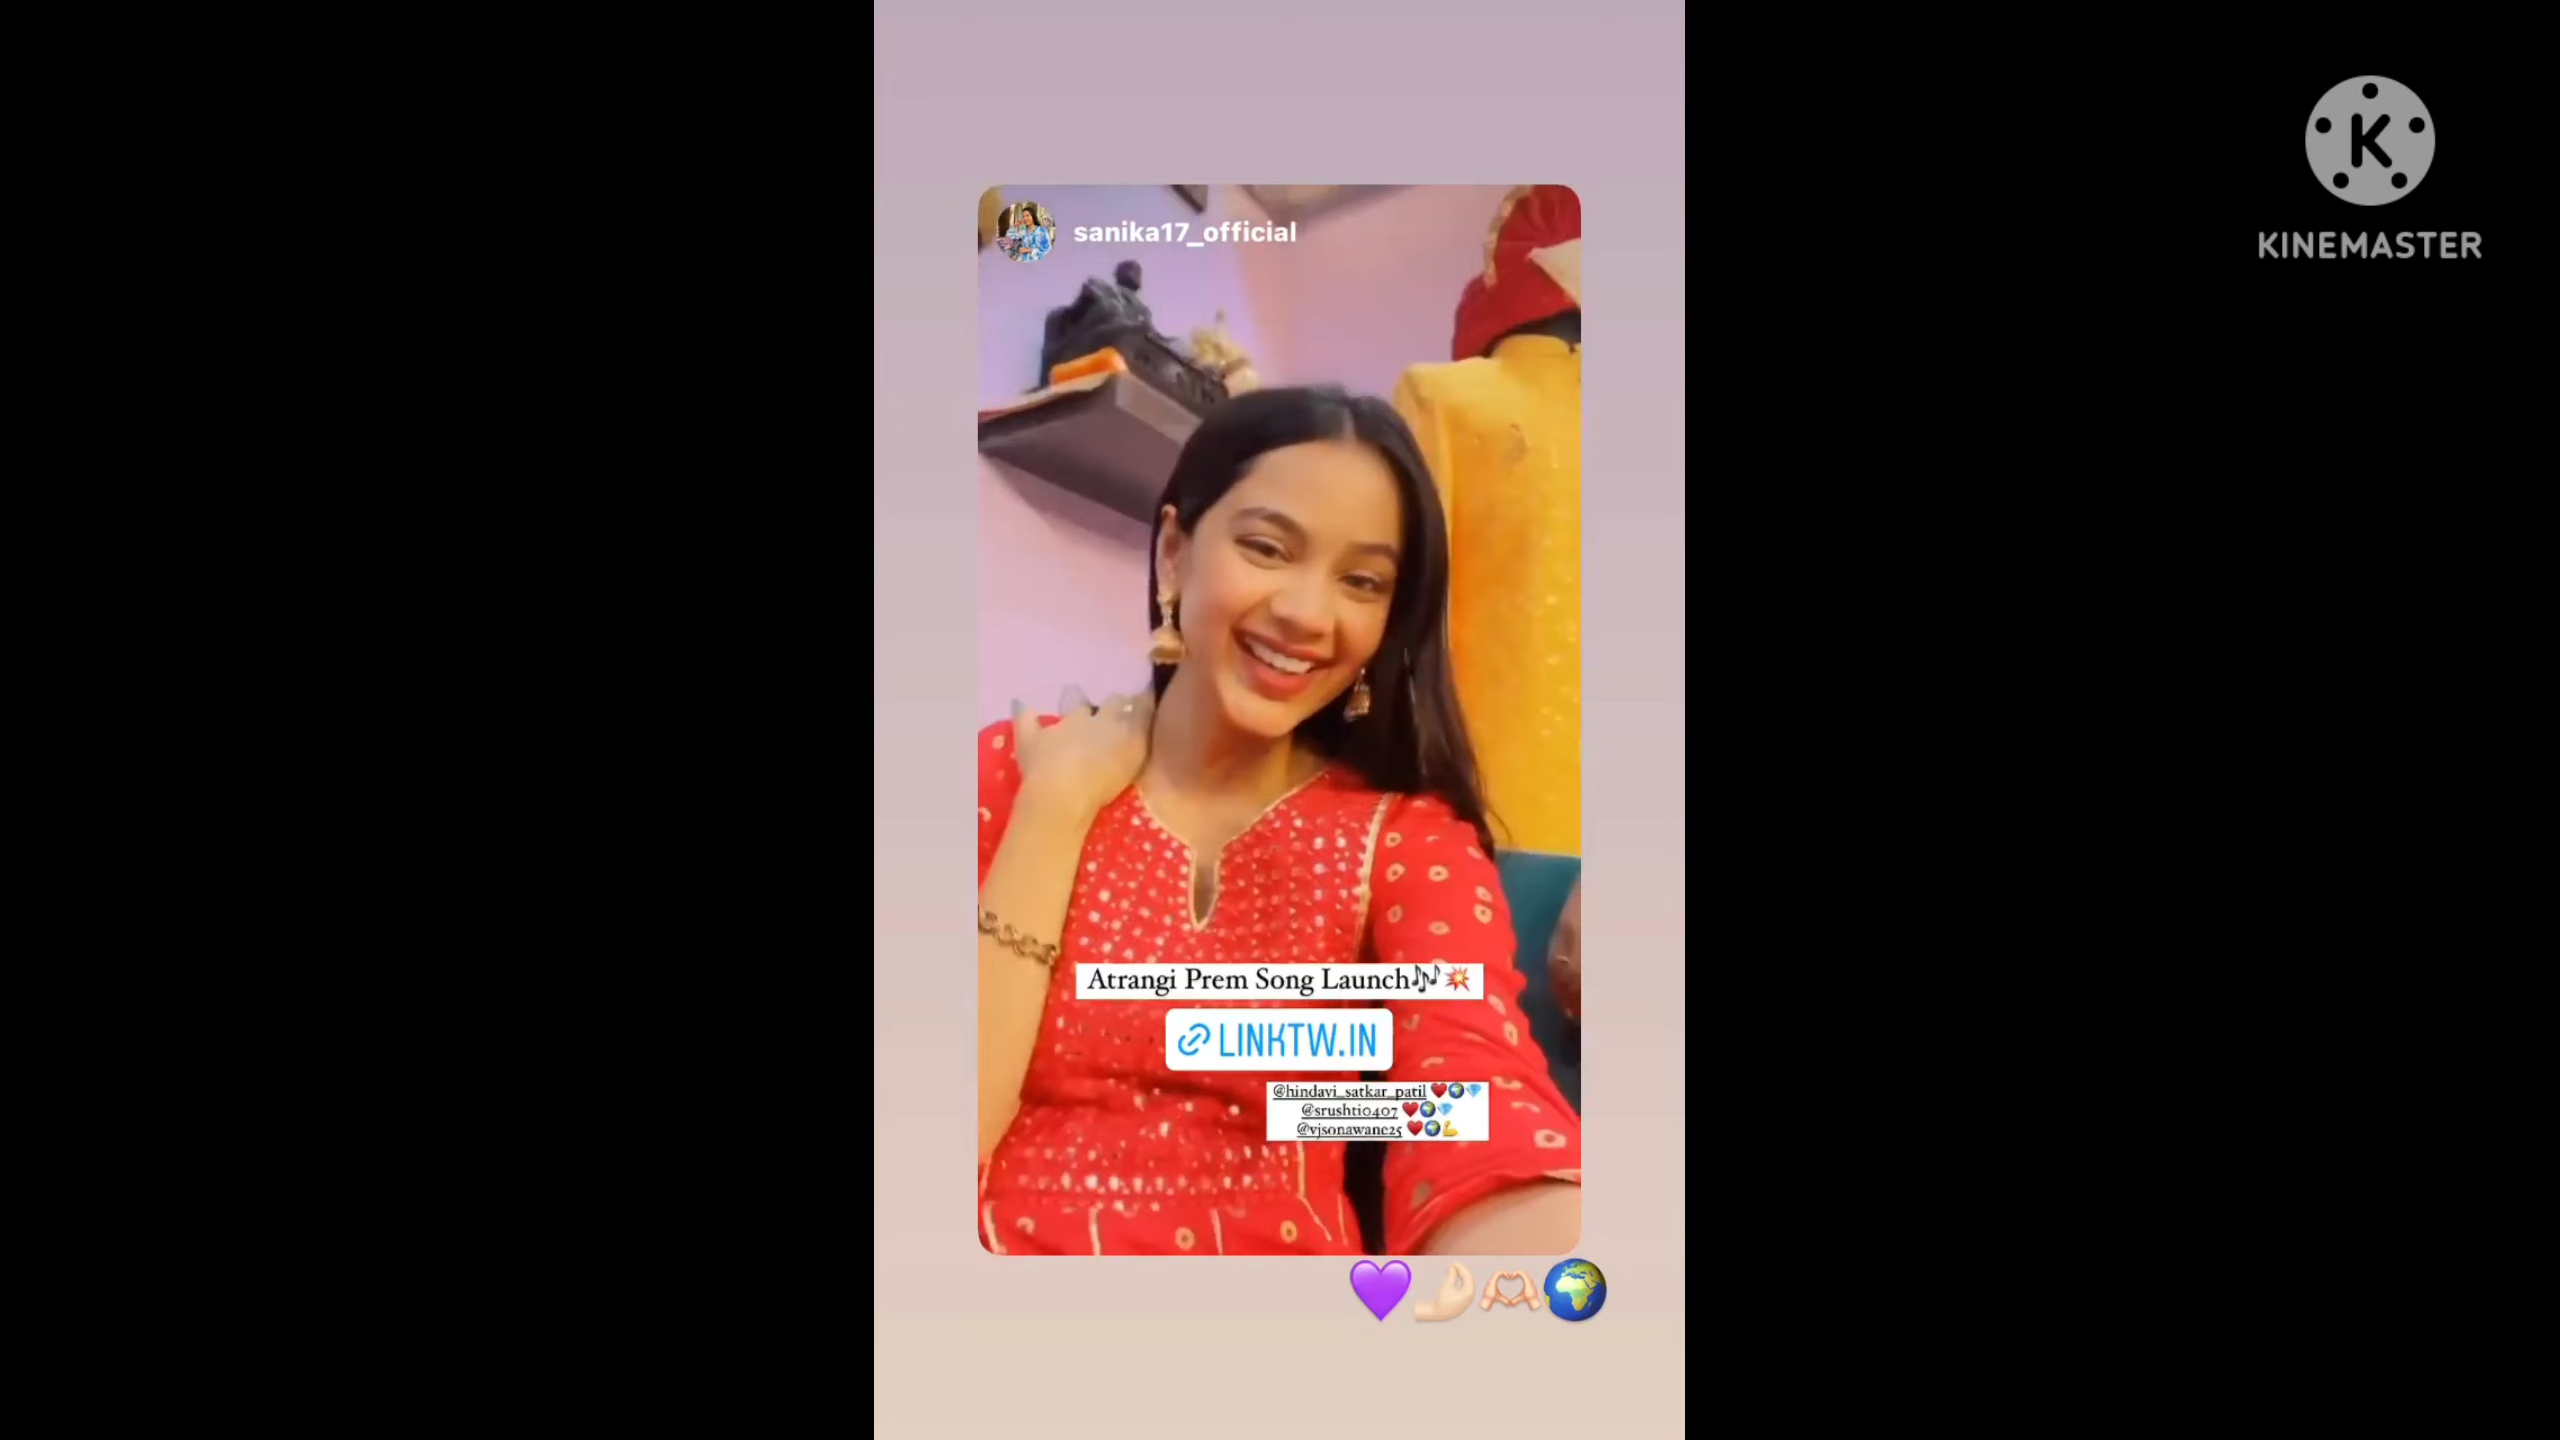 sanika17_official
K
KINEMASTER
Atrangi Prem Song Launch🎶💥
LINKTW.IN
@hindavi_satkar_patil ♥️🌍💎
@srushti0407 ♥️🌍💎
@vjsonawane25 ♥️🌍💪
💜🤌🏻🫶🏻🌍